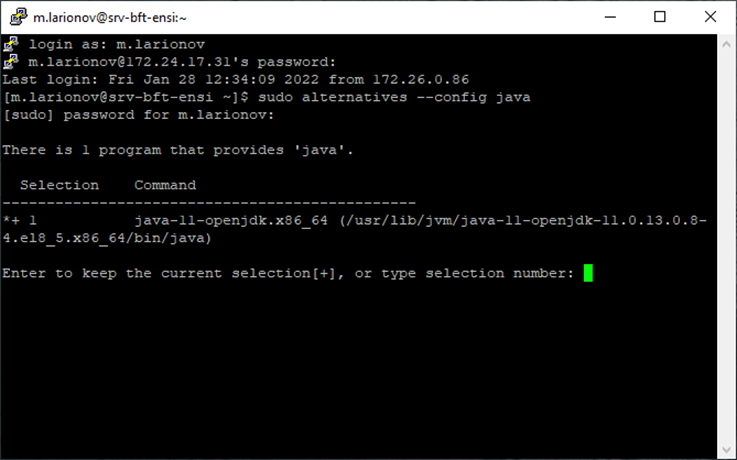 m.larionov@srv-bft-ensi:~
login as: m.larionov
m.larionov@172.24.17.31's password:
Last login: Fri Jan 28 12:34:09 2022 from 172.26.0.86
[m.larionov@srv-bft-ensi ~]$ sudo alternatives --config java
[sudo] password for m.larionov:
There is 1 program that provides 'java'.
Selection    Command
-----------------------------------------------
*+ 1           java-11-openjdk.x86_64 (/usr/lib/jvm/java-11-openjdk-11.0.13.0.8-
4.el8_5.x86_64/bin/java)
Enter to keep the current selection[+], or type selection number: